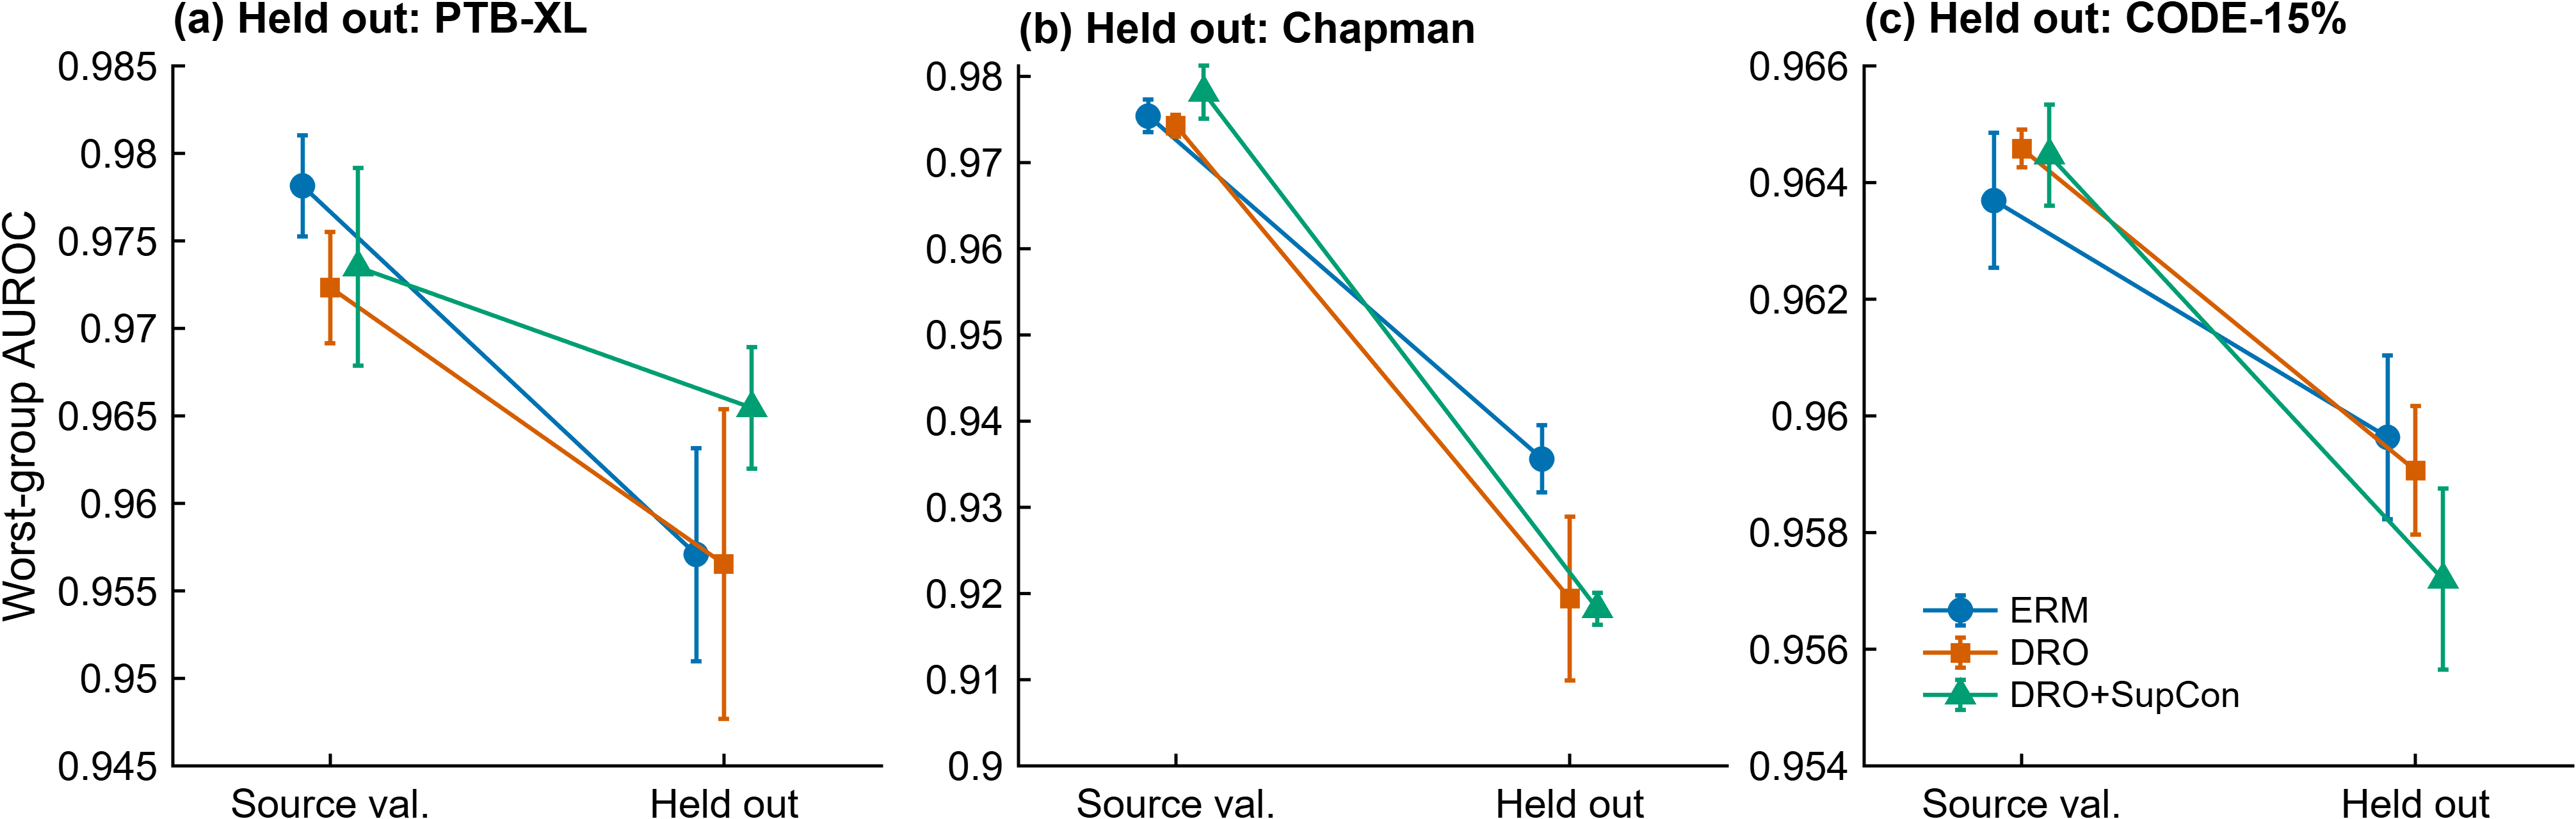 (a) Held out: PTB-XL
Worst-group AUROC
0.985
0.98
0.975
0.97
0.965
0.96
0.955
0.95
0.945
Source val.
Held out
(b) Held out: Chapman
0.98
0.97
0.96
0.95
0.94
0.93
0.92
0.91
0.9
Source val.
Held out
(c) Held out: CODE-15%
0.966
0.964
0.962
0.96
0.958
0.956
0.954
ERM
DRO
DRO+SupCon
Source val.
Held out